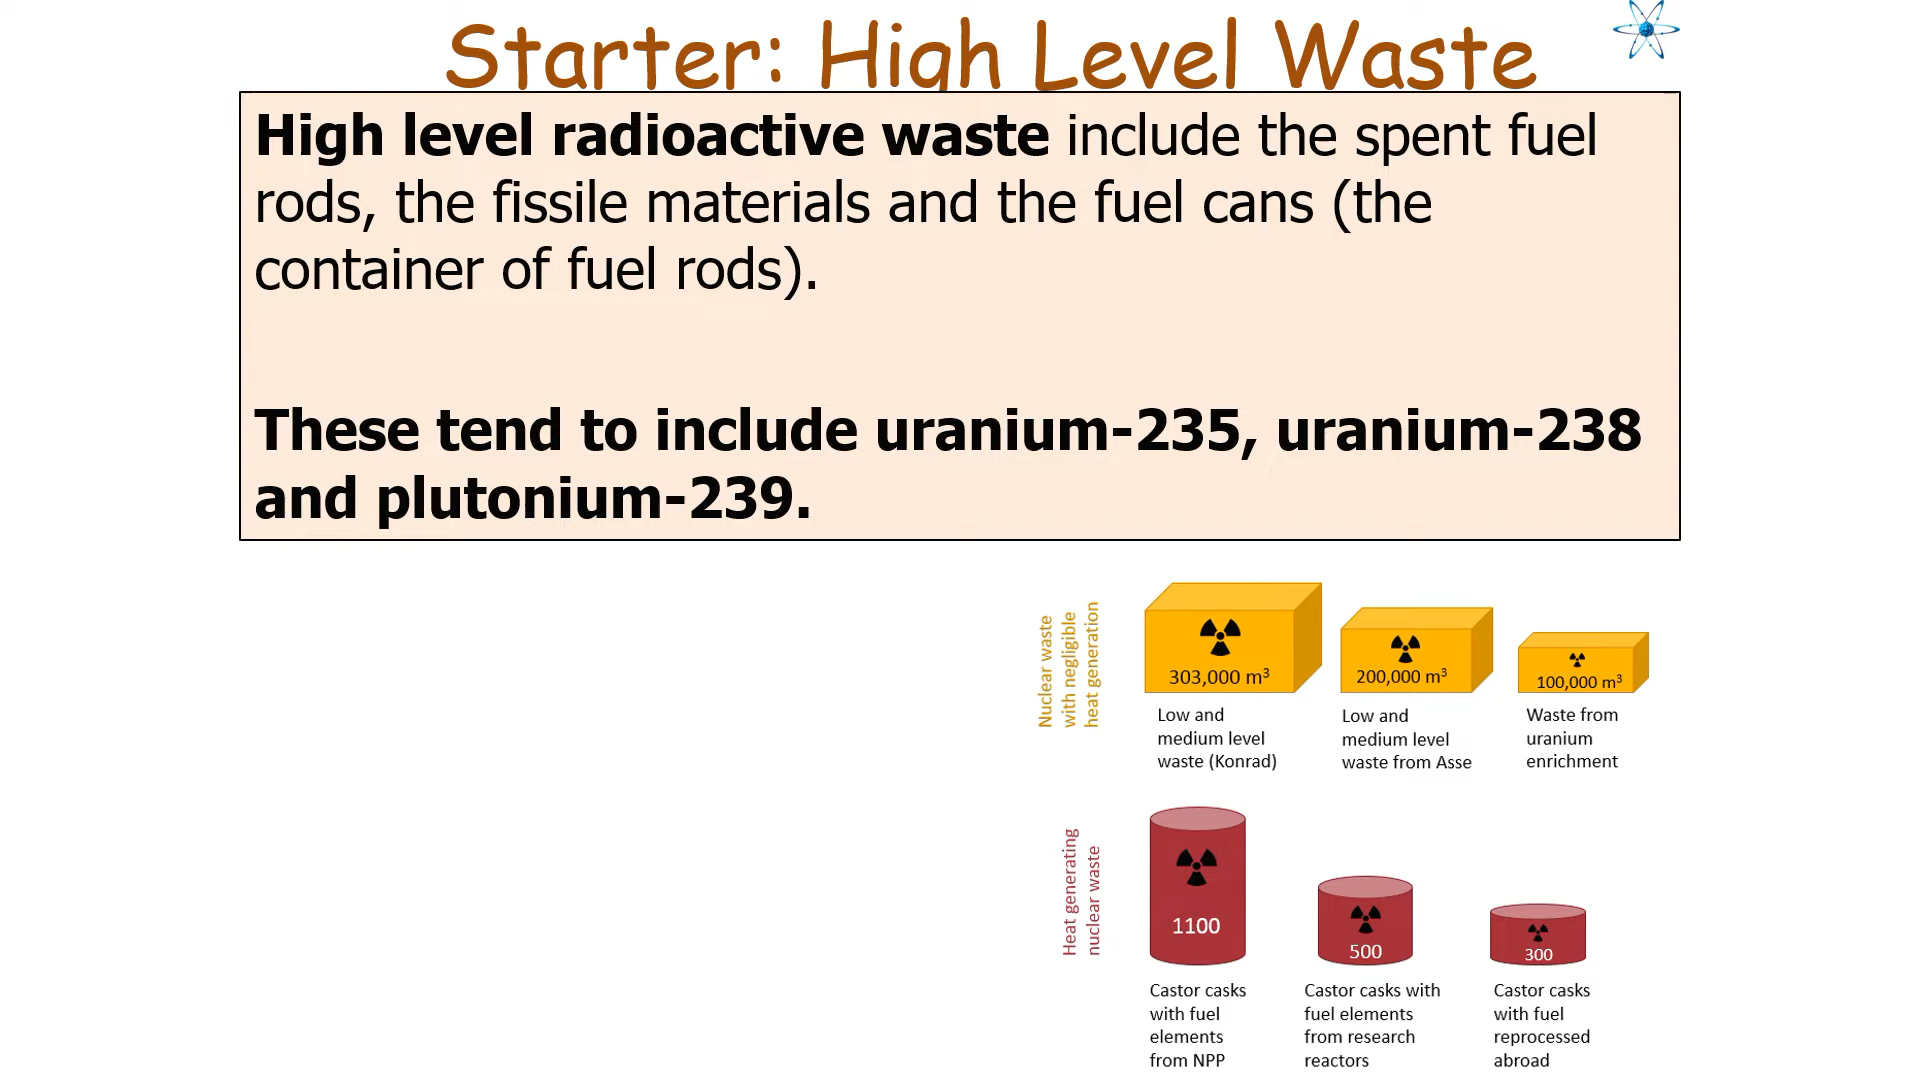 Starter: High Level Waste
High level radioactive waste include the spent fuel
rods, the fissile materials and the fuel cans (the
container of fuel rods).
These tend to include uranium-235, uranium-238
and plutonium-239.
Nuclear waste
with negligible
heat generation
303,000 m³
Low and
medium level
waste (Konrad)
200,000 m³
Low and
medium level
waste from Asse
100,000 m³
Waste from
uranium
enrichment
Heat generating
nuclear waste
1100
Castor casks
with fuel
elements
from NPP
500
Castor casks with
fuel elements
from research
reactors
300
Castor casks
with fuel
reprocessed
abroad